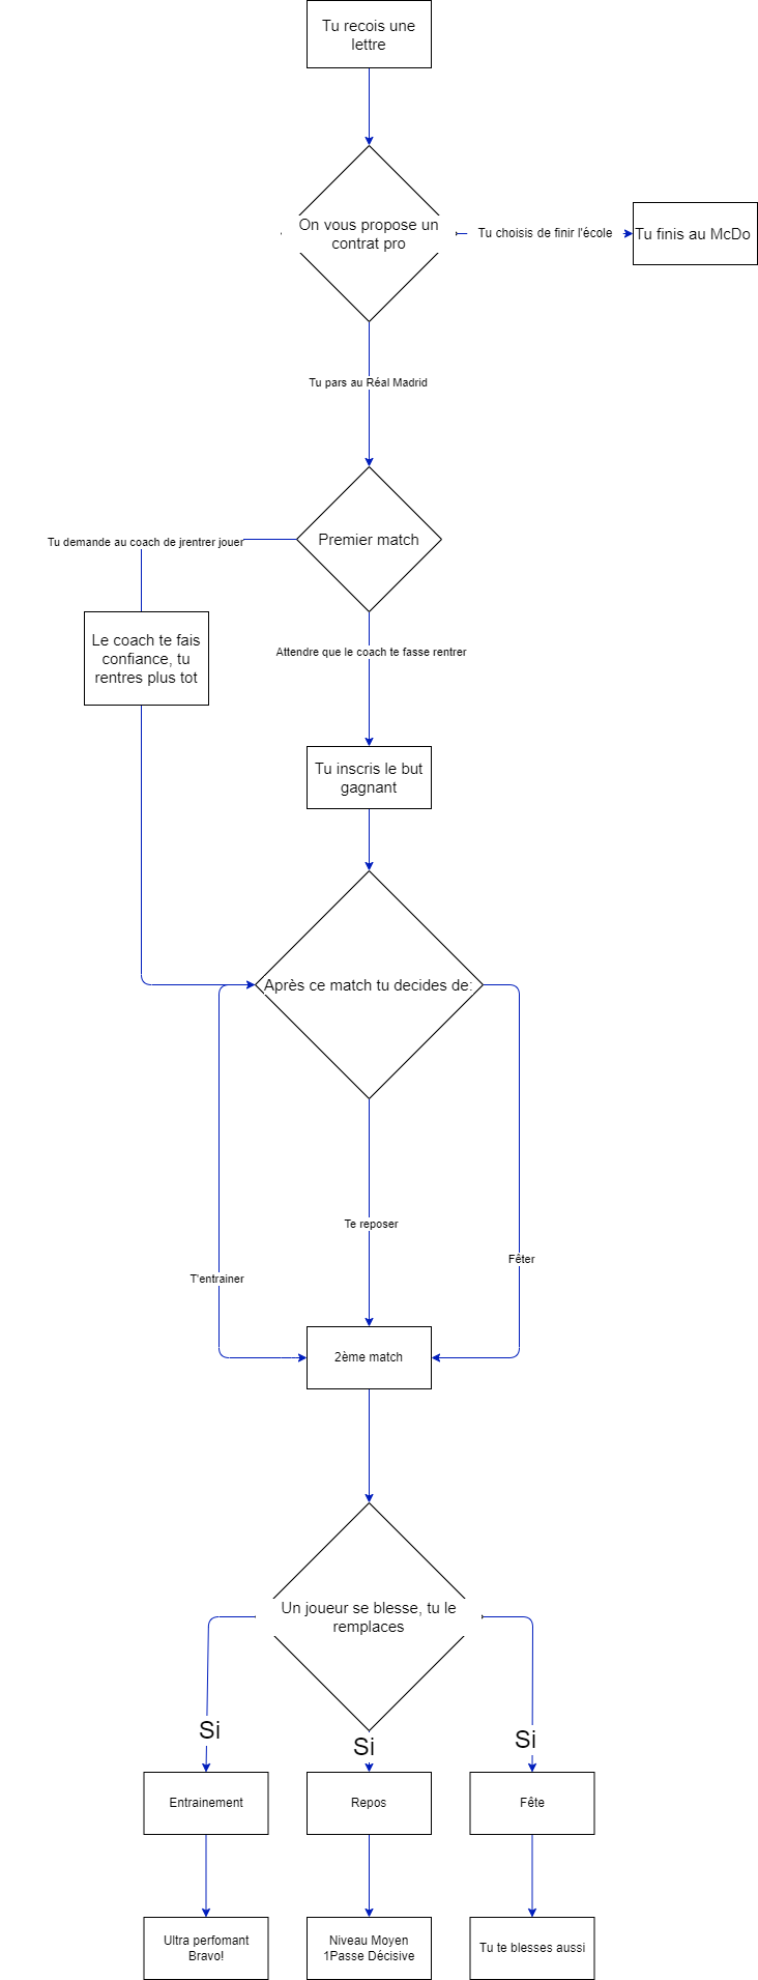 Tu recois une
lettre
On vous propose un
contrat pro
Tu choisis de finir l'école
Tu finis au McDo
Tu pars au Réal Madrid
Premier match
Tu demande au coach de jrentrer jouer
Le coach te fais
confiance, tu
rentres plus tot
Attendre que le coach te fasse rentrer
Tu inscris le but
gagnant
Après ce match tu decides de:
Te reposer
Fêter
T'entrainer
2ème match
Un joueur se blesse, tu le
remplaces
Si
Si
Si
Entrainement
Repos
Fête
Ultra perfomant
Bravo!
Niveau Moyen
1Passe Décisive
Tu te blesses aussi